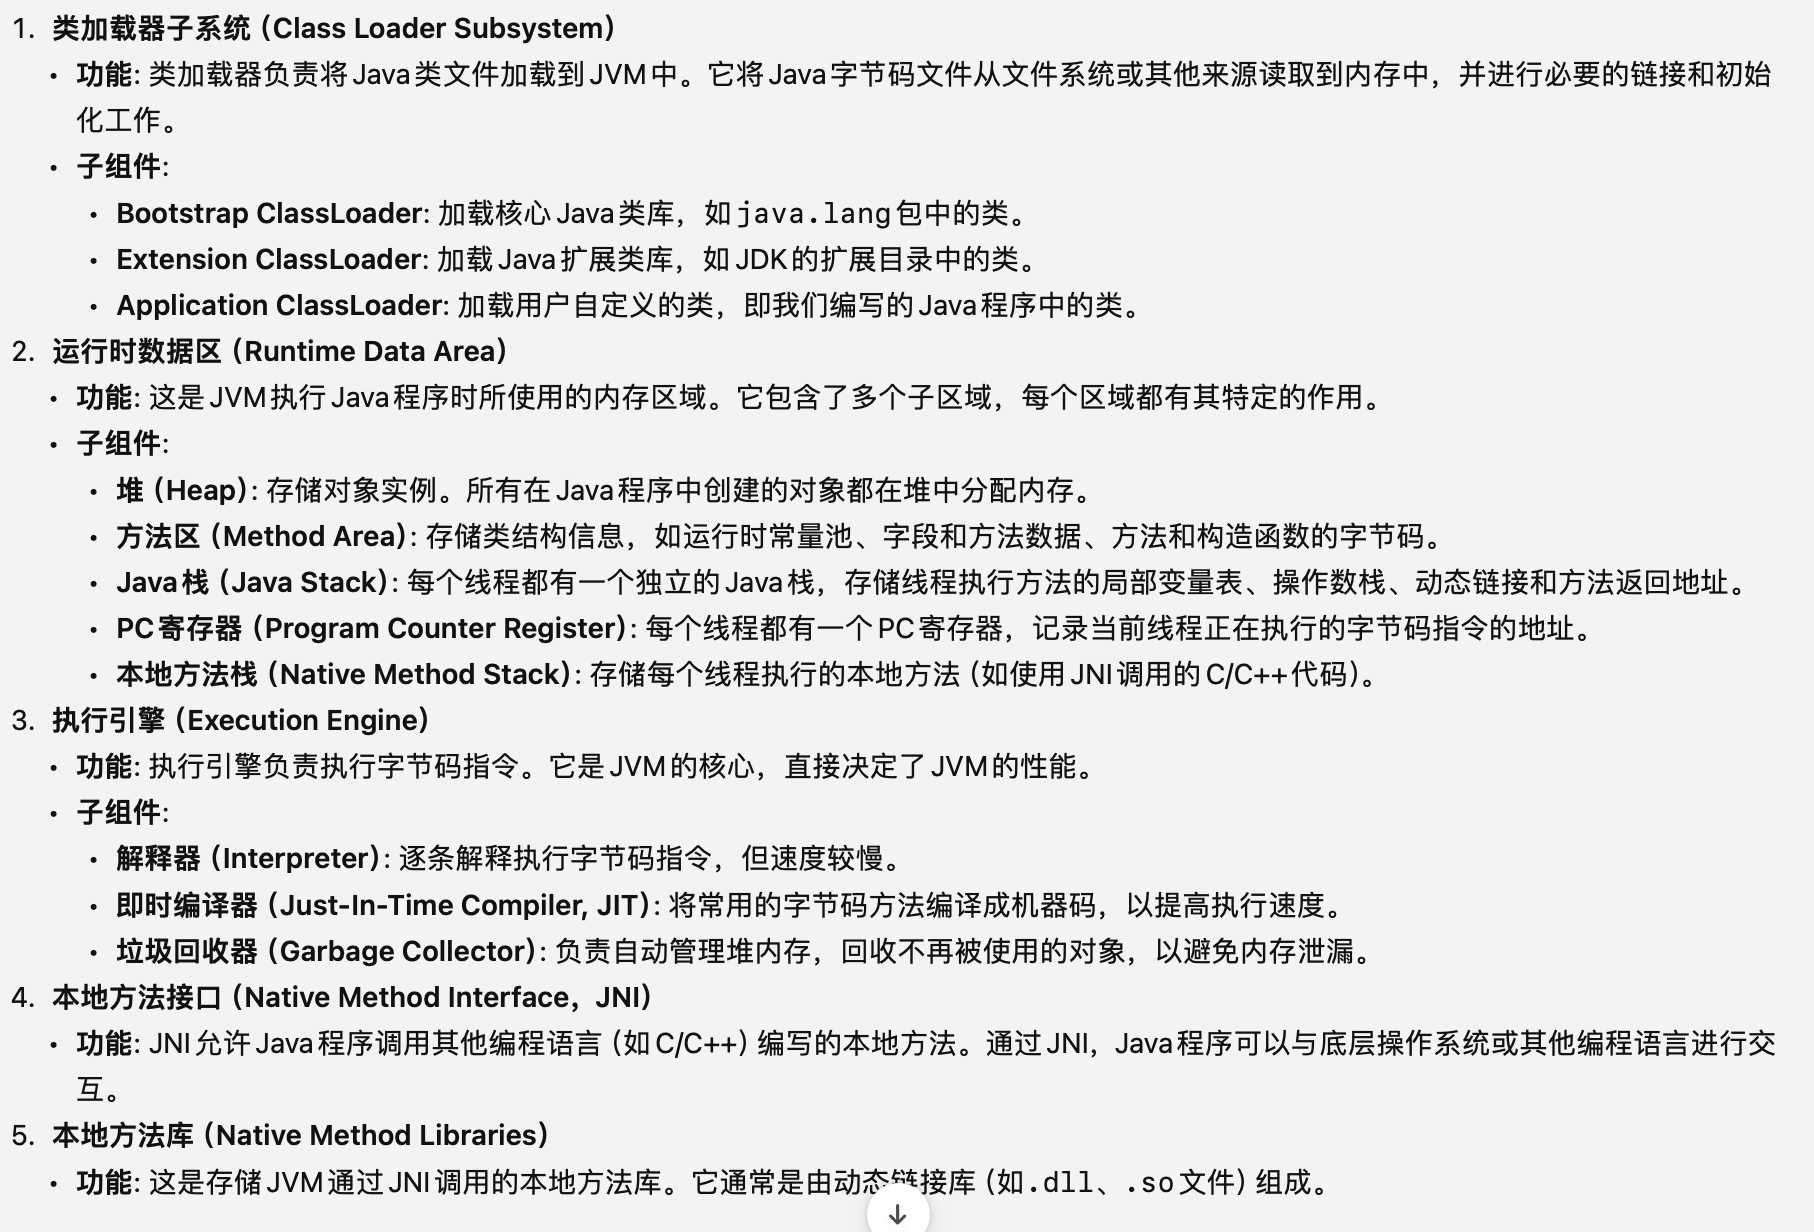 1. 类加载器子系统（Class Loader Subsystem）
• 功能: 类加载器负责将Java类文件加载到JVM中。它将Java字节码文件从文件系统或其他来源读取到内存中，并进行必要的链接和初始
化工作。
• 子组件:
• Bootstrap ClassLoader: 加载核心Java类库，如java.lang包中的类。
• Extension ClassLoader: 加载Java扩展类库，如JDK的扩展目录中的类。
• Application ClassLoader: 加载用户自定义的类，即我们编写的Java程序中的类。
2. 运行时数据区（Runtime Data Area）
• 功能: 这是JVM执行Java程序时所使用的内存区域。它包含了多个子区域，每个区域都有其特定的作用。
• 子组件:
• 堆（Heap）: 存储对象实例。所有在Java程序中创建的对象都在堆中分配内存。
• 方法区（Method Area）: 存储类结构信息，如运行时常量池、字段和方法数据、方法和构造函数的字节码。
• Java栈（Java Stack）: 每个线程都有一个独立的Java栈，存储线程执行方法的局部变量表、操作数栈、动态链接和方法返回地址。
• PC寄存器（Program Counter Register）: 每个线程都有一个PC寄存器，记录当前线程正在执行的字节码指令的地址。
• 本地方法栈（Native Method Stack）: 存储每个线程执行的本地方法（如使用JNI调用的C/C++代码）。
3. 执行引擎（Execution Engine）
• 功能: 执行引擎负责执行字节码指令。它是JVM的核心，直接决定了JVM的性能。
• 子组件:
• 解释器（Interpreter）: 逐条解释执行字节码指令，但速度较慢。
• 即时编译器（Just-In-Time Compiler, JIT）: 将常用的字节码方法编译成机器码，以提高执行速度。
• 垃圾回收器（Garbage Collector）: 负责自动管理堆内存，回收不再被使用的对象，以避免内存泄漏。
4. 本地方法接口（Native Method Interface，JNI）
• 功能: JNI允许Java程序调用其他编程语言（如C/C++）编写的本地方法。通过JNI，Java程序可以与底层操作系统或其他编程语言进行交
互。
5. 本地方法库（Native Method Libraries）
• 功能: 这是存储JVM通过JNI调用的本地方法库。它通常是由动态链接库（如.dll、.so文件）组成。